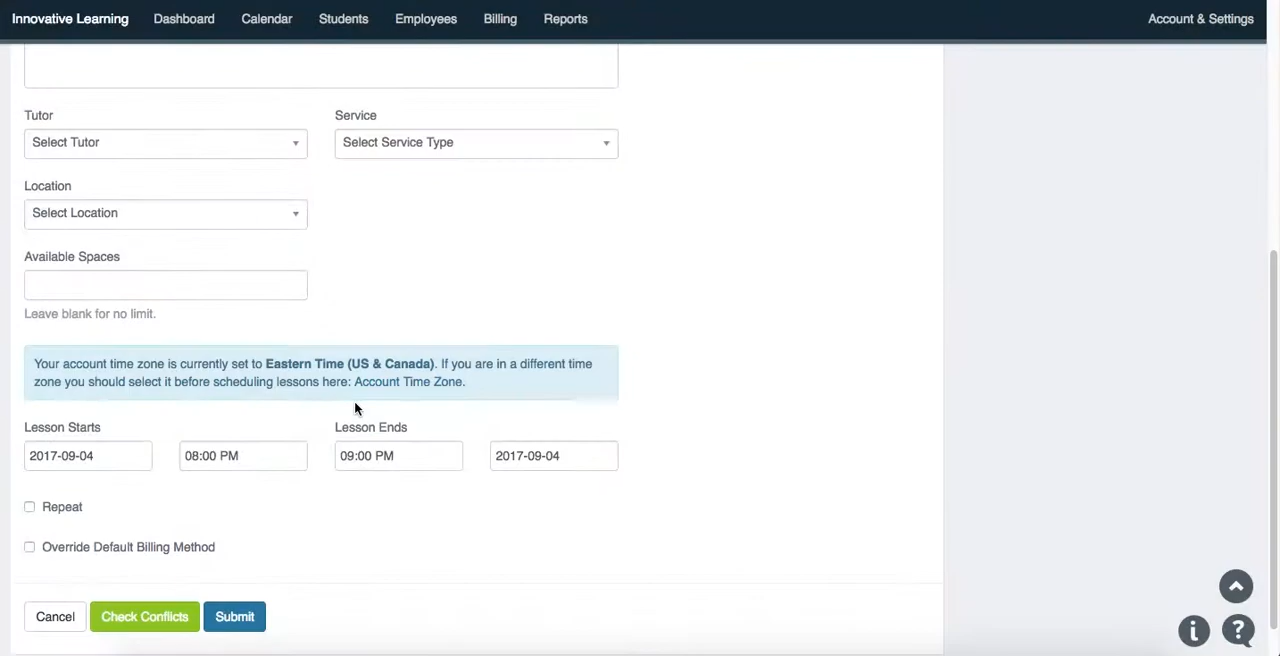 Innovative Learning Dashboard Calendar Students Employees Billing Reports Account & Settings
Tutor Service
Select Tutor Select Service Type
Location
Select Location
Available Spaces
Leave blank for no limit.
Your account time zone is currently set to Eastern Time (US & Canada). If you are in a different time
zone you should select it before scheduling lessons here: Account Time Zone.
Lesson Starts Lesson Ends
2017-09-04 08:00 PM 09:00 PM 2017-09-04
Repeat
Override Default Billing Method
Cancel Check Conflicts Submit